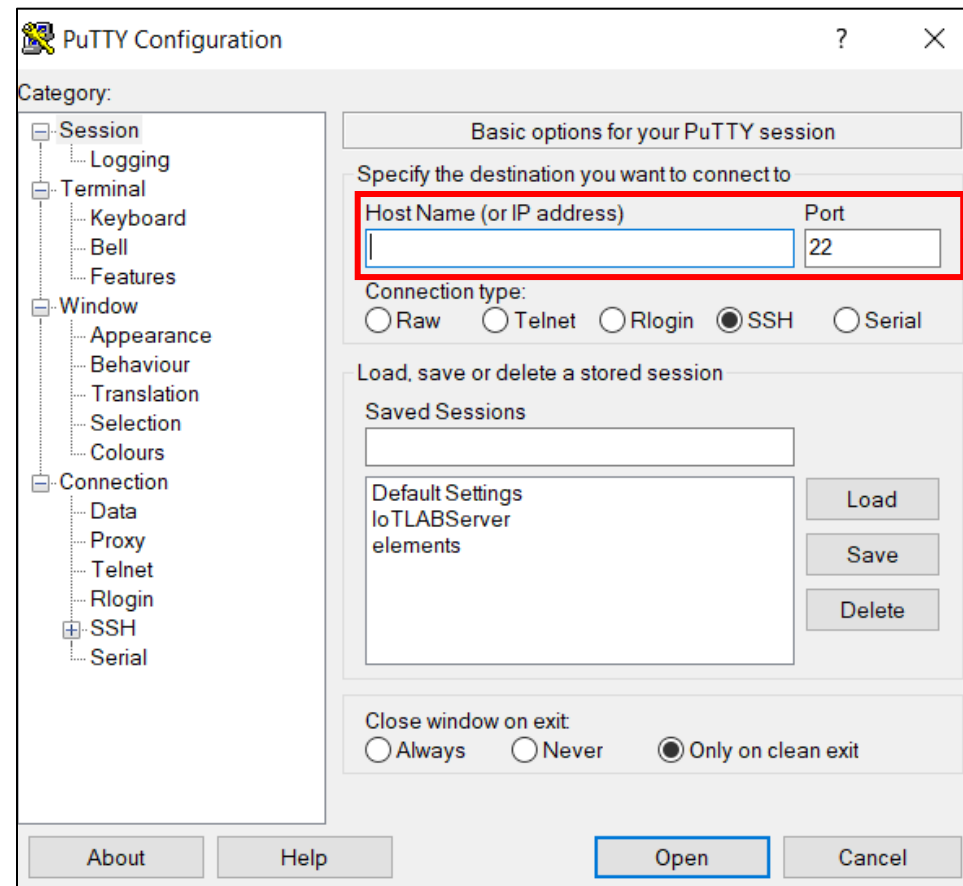 PuTTY Configuration
?
Category:
Session
Logging
Terminal
Keyboard
Bell
Features
Window
Appearance
Behaviour
Translation
Selection
Colours
Connection
Data
Proxy
Telnet
Rlogin
SSH
Serial
Basic options for your PuTTY session
Specify the destination you want to connect to
Host Name (or IP address) Port
22
Connection type:
Raw Telnet Rlogin SSH Serial
Load, save or delete a stored session
Saved Sessions
Default Settings
IoTLABServer
elements
Load
Save
Delete
Close window on exit:
Always Never Only on clean exit
About Help Open Cancel